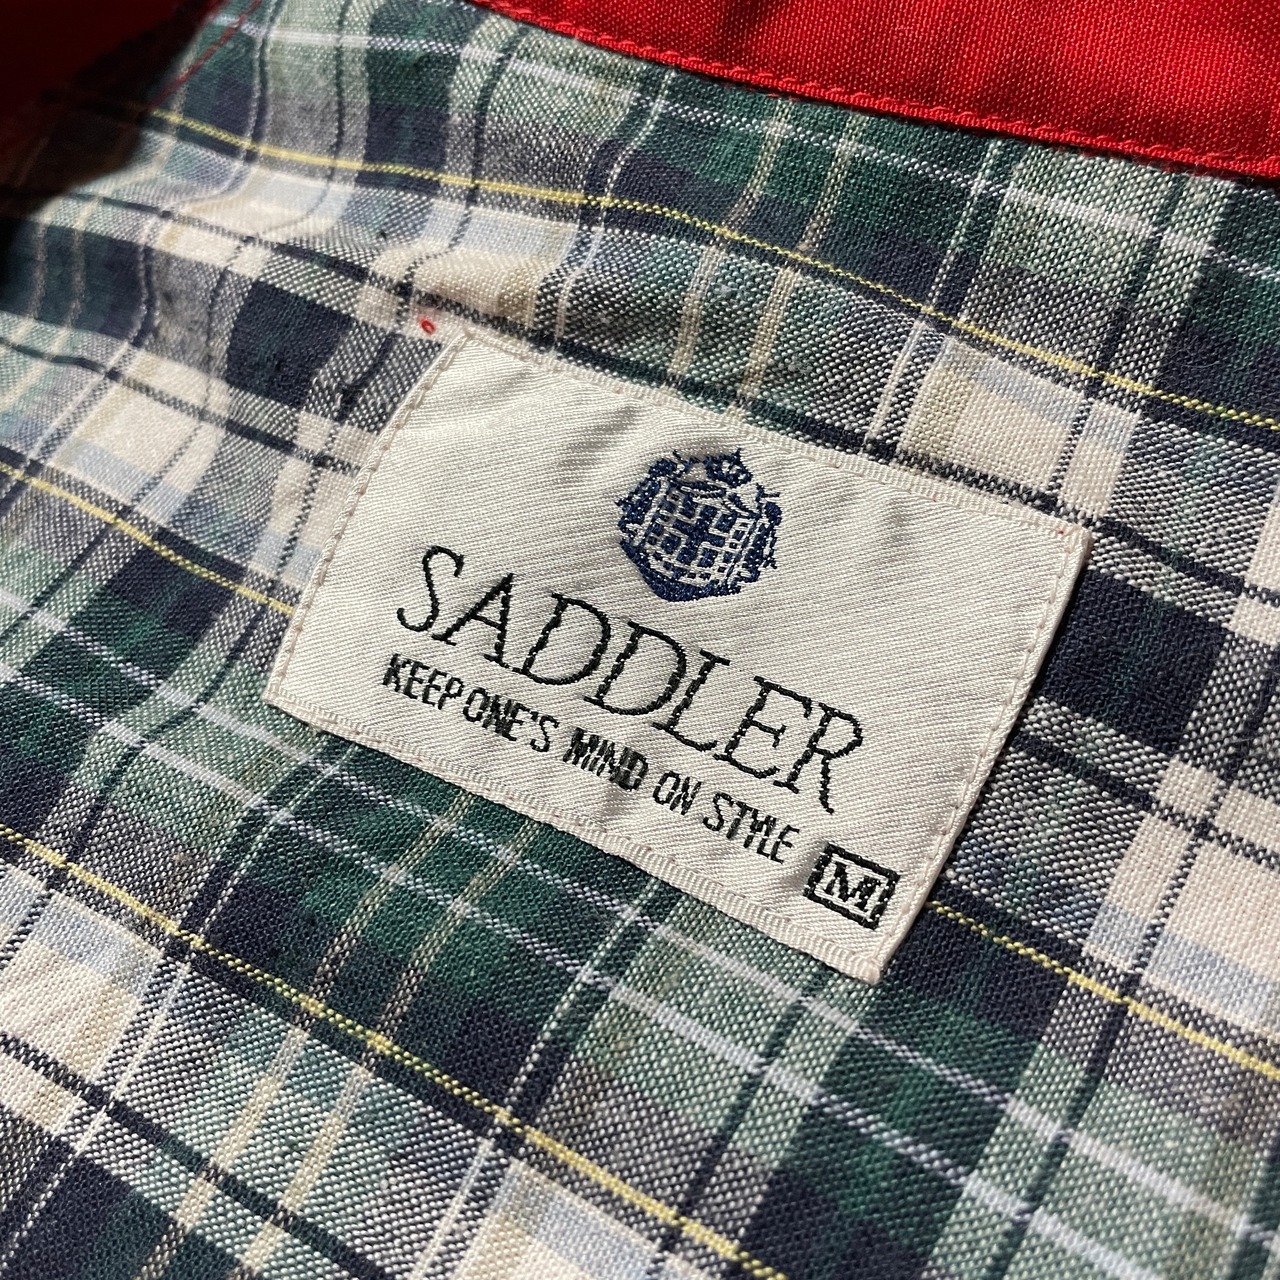 SADDLER
KEEP ONE'S MIND ON STYLE
M